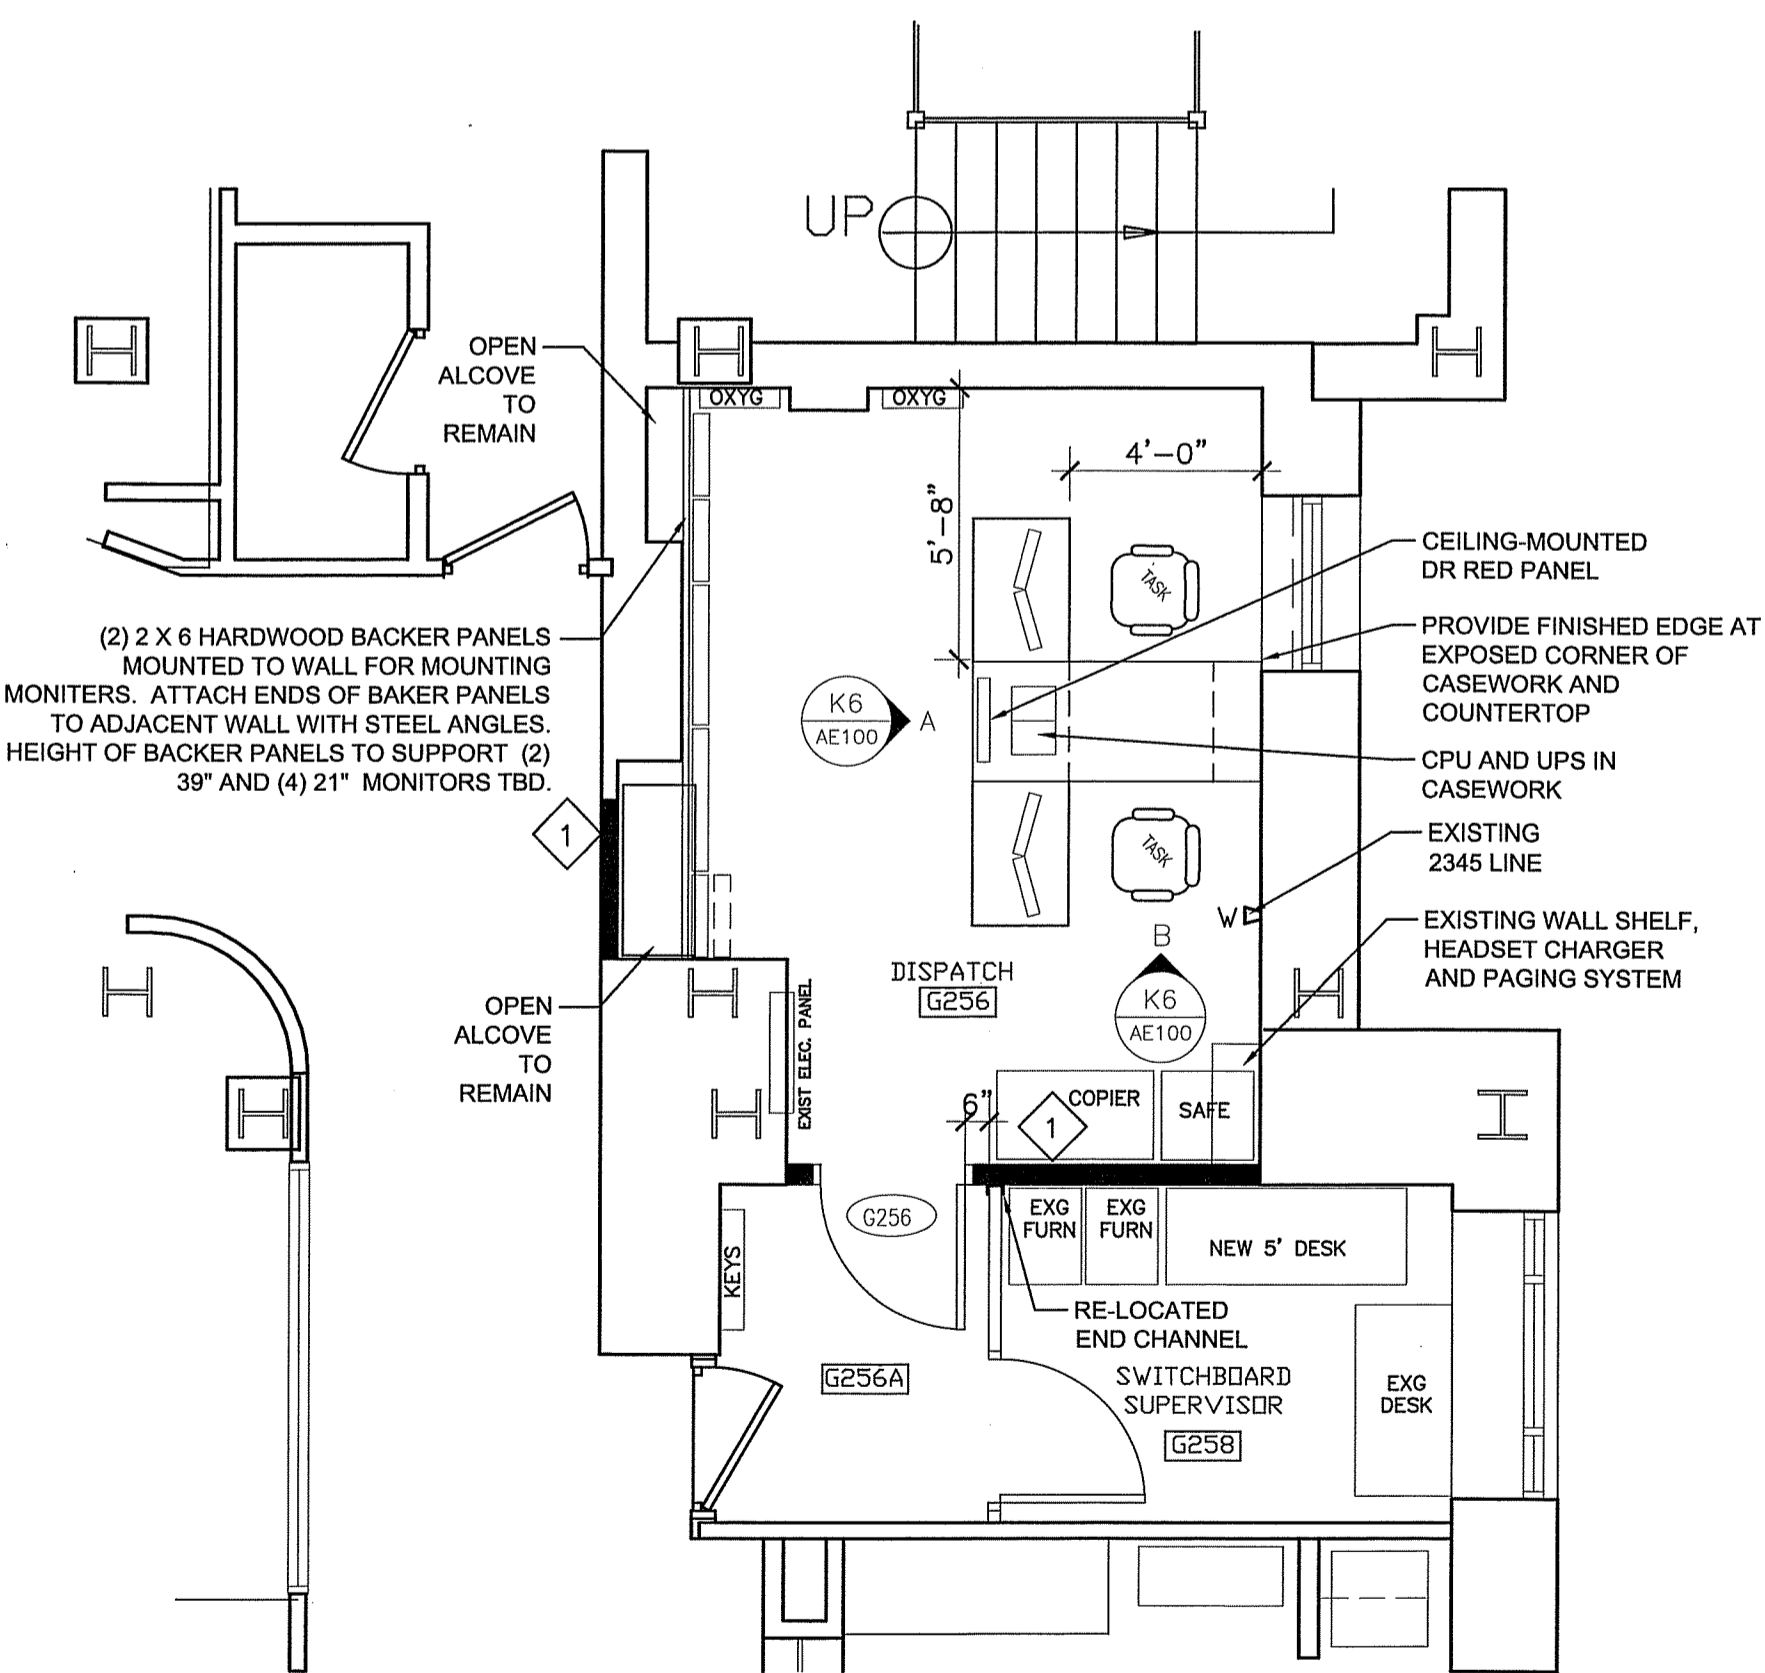 UP
OPEN
ALCOVE
TO
REMAIN
OXYG
OXYG
4'-0"
5'-8"
TASK
CEILING-MOUNTED
DR RED PANEL
(2) 2 X 6 HARDWOOD BACKER PANELS
MOUNTED TO WALL FOR MOUNTING
MONITERS. ATTACH ENDS OF BAKER PANELS
TO ADJACENT WALL WITH STEEL ANGLES.
HEIGHT OF BACKER PANELS TO SUPPORT (2)
39" AND (4) 21" MONITORS TBD.
PROVIDE FINISHED EDGE AT
EXPOSED CORNER OF
CASEWORK AND
COUNTERTOP
K6
AE100
A
CPU AND UPS IN
CASEWORK
1
TASK
EXISTING
2345 LINE
W
EXISTING WALL SHELF,
HEADSET CHARGER
AND PAGING SYSTEM
B
K6
AE100
DISPATCH
G256
OPEN
ALCOVE
TO
REMAIN
EXIST ELEC. PANEL
6"
1
COPIER
SAFE
G256
KEYS
EXG
FURN
EXG
FURN
NEW 5' DESK
RE-LOCATED
END CHANNEL
G256A
SWITCHBOARD
SUPERVISOR
G258
EXG
DESK